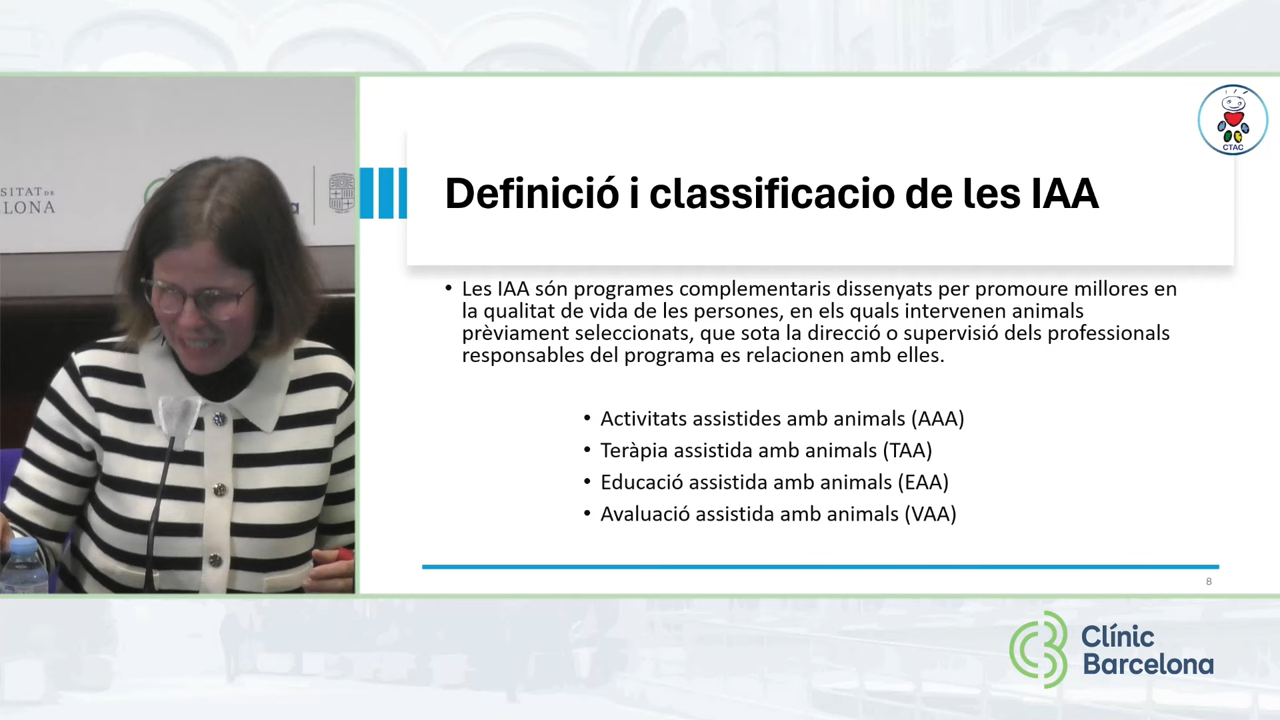 SITAT DE
LONA
CTAC
Definició i classificacio de les IAA
• Les IAA són programes complementaris dissenyats per promoure millores en
la qualitat de vida de les persones, en els quals intervenen animals
prèviament seleccionats, que sota la direcció o supervisió dels professionals
responsables del programa es relacionen amb elles.
• Activitats assistides amb animals (AAA)
• Teràpia assistida amb animals (TAA)
• Educació assistida amb animals (EAA)
• Avaluació assistida amb animals (VAA)
8
Clínic
Barcelona